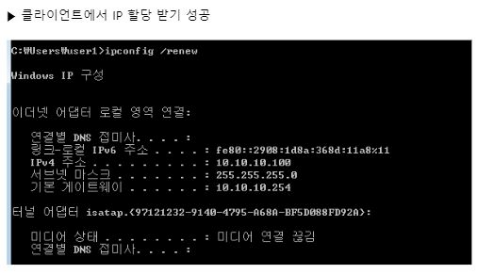 ▶ 클라이언트에서 IP 할당 받기 성공
C:₩Users₩user1>ipconfig /renew
Windows IP 구성
이더넷 어댑터 로컬 영역 연결:
연결별 DNS 접미사. . . . :
링크-로컬 IPv6 주소 . . . . : fe80::2908:1d8a:368d:11a8%11
IPv4 주소 . . . . . . . . . : 10.10.10.100
서브넷 마스크 . . . . . . . : 255.255.255.0
기본 게이트웨이 . . . . . . : 10.10.10.254
터널 어댑터 isatap.{97121232-9140-4795-A68A-BF5D088FD92A}:
미디어 상태 . . . . . . . . : 미디어 연결 끊김
연결별 DNS 접미사. . . . :